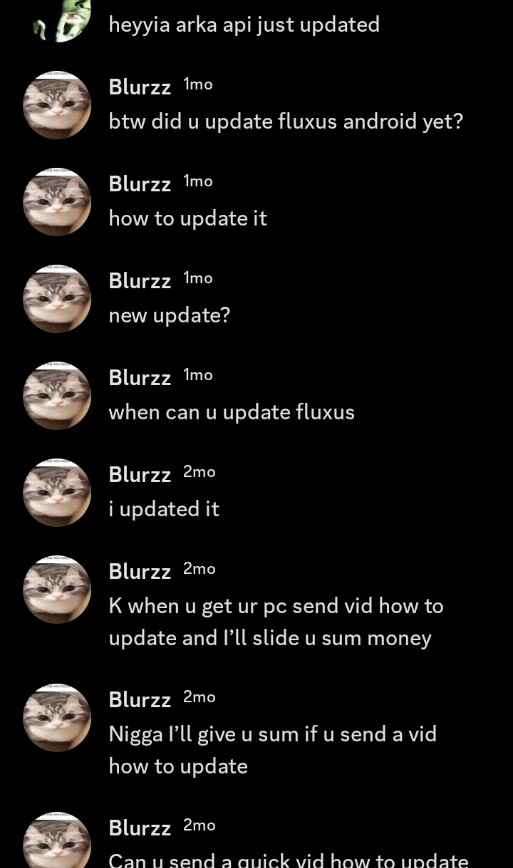 heyyia arka api just updated
Blurzz 1mo
btw did u update fluxus android yet?
Blurzz 1mo
how to update it
Blurzz 1mo
new update?
Blurzz 1mo
when can u update fluxus
Blurzz 2mo
i updated it
Blurzz 2mo
K when u get ur pc send vid how to
update and I’ll slide u sum money
Blurzz 2mo
Nigga I’ll give u sum if u send a vid
how to update
Blurzz 2mo
Can u send a quick vid how to update